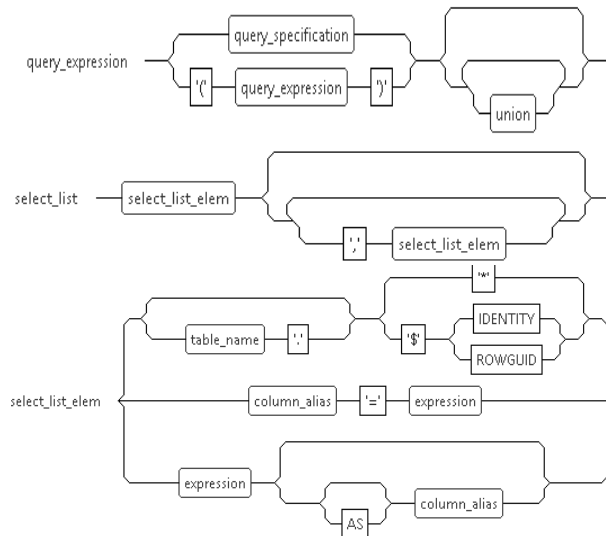 query_specification
query_expression
'(' query_expression ')'
union
select_list select_list_elem
',' select_list_elem
'*'
table_name '.' '$' IDENTITY
ROWGUID
select_list_elem column_alias '=' expression
expression column_alias
AS